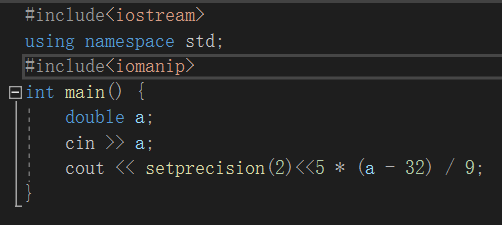 #include<iostream>
using namespace std;
#include<iomanip>
int main() {
    double a;
    cin >> a;
    cout << setprecision(2)<<5 * (a - 32) / 9;
}